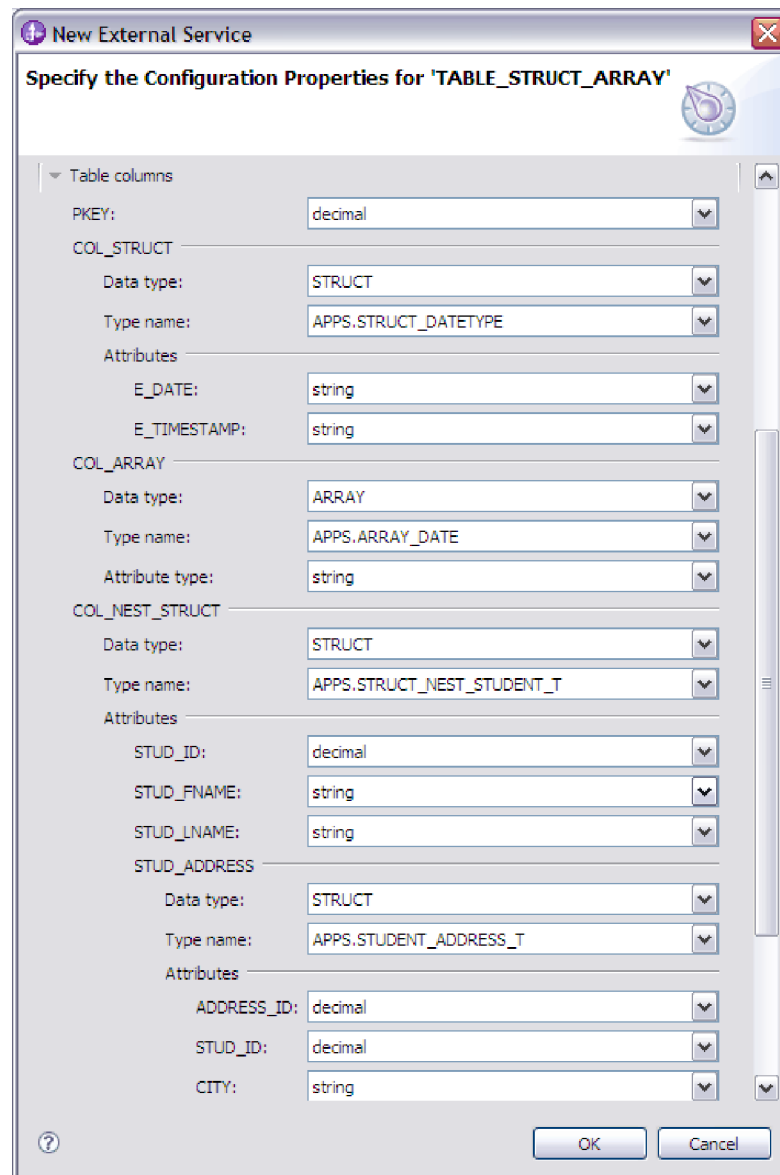 New External Service
Specify the Configuration Properties for 'TABLE_STRUCT_ARRAY'
Table columns
PKEY: decimal
COL_STRUCT
Data type: STRUCT
Type name: APPS.STRUCT_DATETYPE
Attributes
E_DATE: string
E_TIMESTAMP: string
COL_ARRAY
Data type: ARRAY
Type name: APPS.ARRAY_DATE
Attribute type: string
COL_NEST_STRUCT
Data type: STRUCT
Type name: APPS.STRUCT_NEST_STUDENT_T
Attributes
STUD_ID: decimal
STUD_FNAME: string
STUD_LNAME: string
STUD_ADDRESS
Data type: STRUCT
Type name: APPS.STUDENT_ADDRESS_T
Attributes
ADDRESS_ID: decimal
STUD_ID: decimal
CITY: string
? OK Cancel